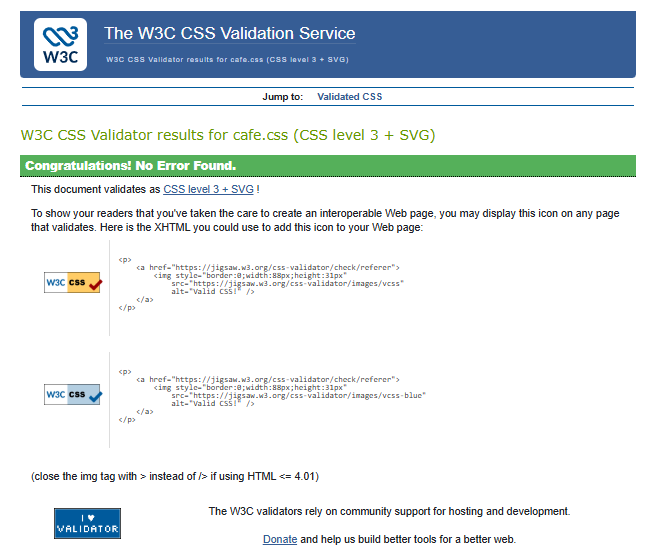 The W3C CSS Validation Service
W3C
W3C CSS Validator results for cafe.css (CSS level 3 + SVG)
Jump to: Validated CSS
W3C CSS Validator results for cafe.css (CSS level 3 + SVG)
Congratulations! No Error Found.
This document validates as CSS level 3 + SVG !
To show your readers that you've taken the care to create an interoperable Web page, you may display this icon on any page
that validates. Here is the XHTML you could use to add this icon to your Web page:
W3C css
<p>
<a href="https://jigsaw.w3.org/css-validator/check/referer">
<img style="border:0;width:88px;height:31px"
src="https://jigsaw.w3.org/css-validator/images/vcss"
alt="Valid CSS!" />
</a>
</p>
W3C css
<p>
<a href="https://jigsaw.w3.org/css-validator/check/referer">
<img style="border:0;width:88px;height:31px"
src="https://jigsaw.w3.org/css-validator/images/vcss-blue"
alt="Valid CSS!" />
</a>
</p>
(close the img tag with > instead of /> if using HTML <= 4.01)
I ♥
VALIDATOR
The W3C validators rely on community support for hosting and development.
Donate and help us build better tools for a better web.